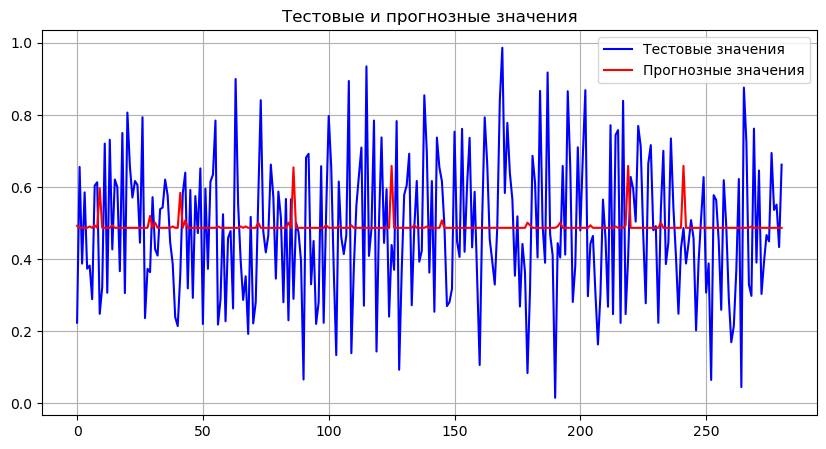 Тестовые и прогнозные значения
Тестовые значения
Прогнозные значения
1.0
0.8
0.6
0.4
0.2
0.0
0 50 100 150 200 250